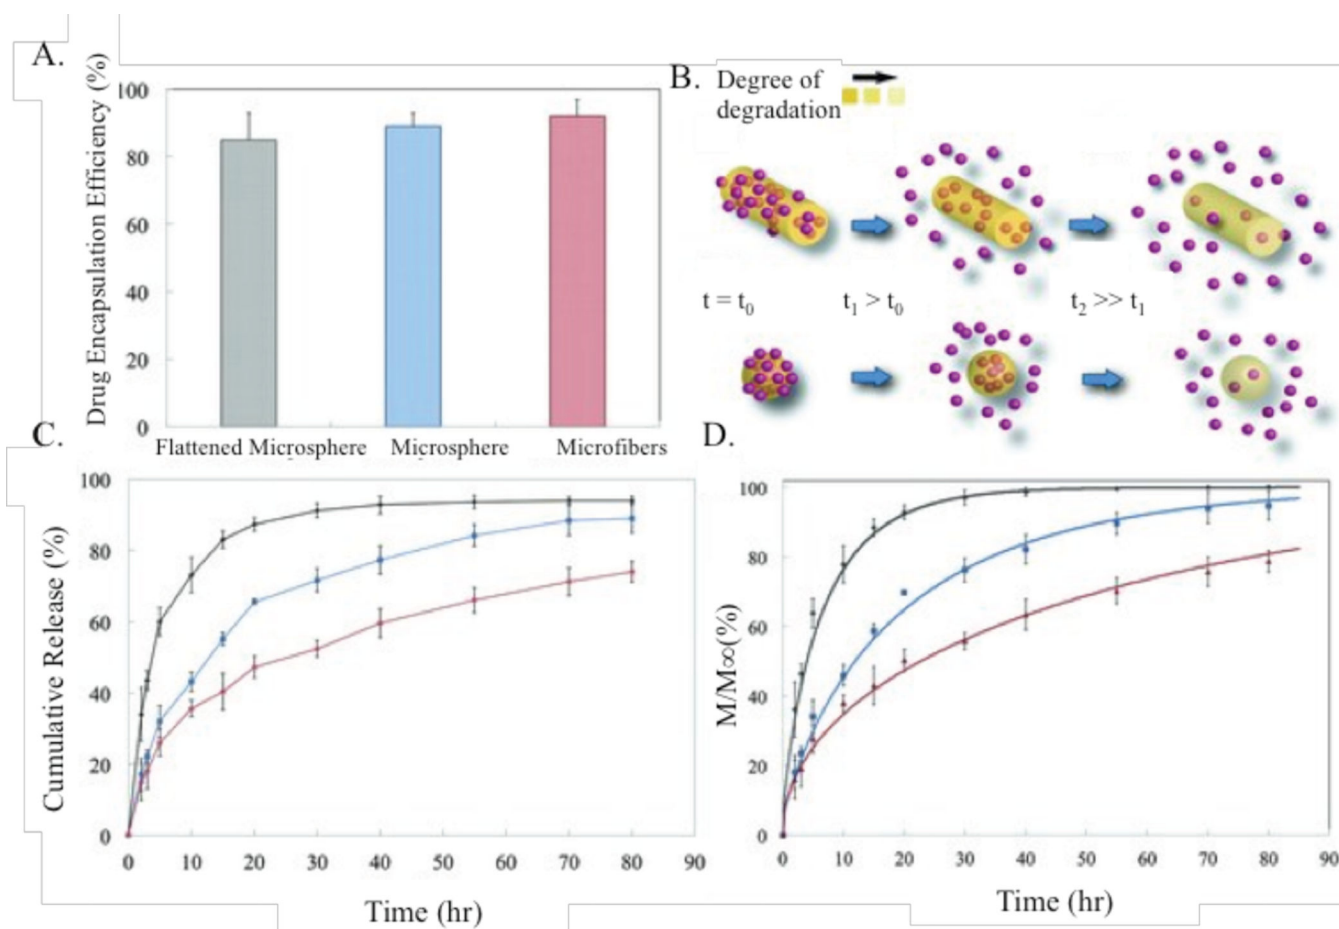 A.
Drug Encapsulation Efficiency (%)
100
80
60
40
20
0
Flattened Microsphere Microsphere Microfibers
B. Degree of
degradation
t = t0 t1 > t0 t2 >> t1
C.
Cumulative Release (%)
100
80
60
40
20
0
0 10 20 30 40 50 60 70 80 90
Time (hr)
D.
M/M∞(%)
100
80
60
40
20
0
0 10 20 30 40 50 60 70 80 90
Time (hr)